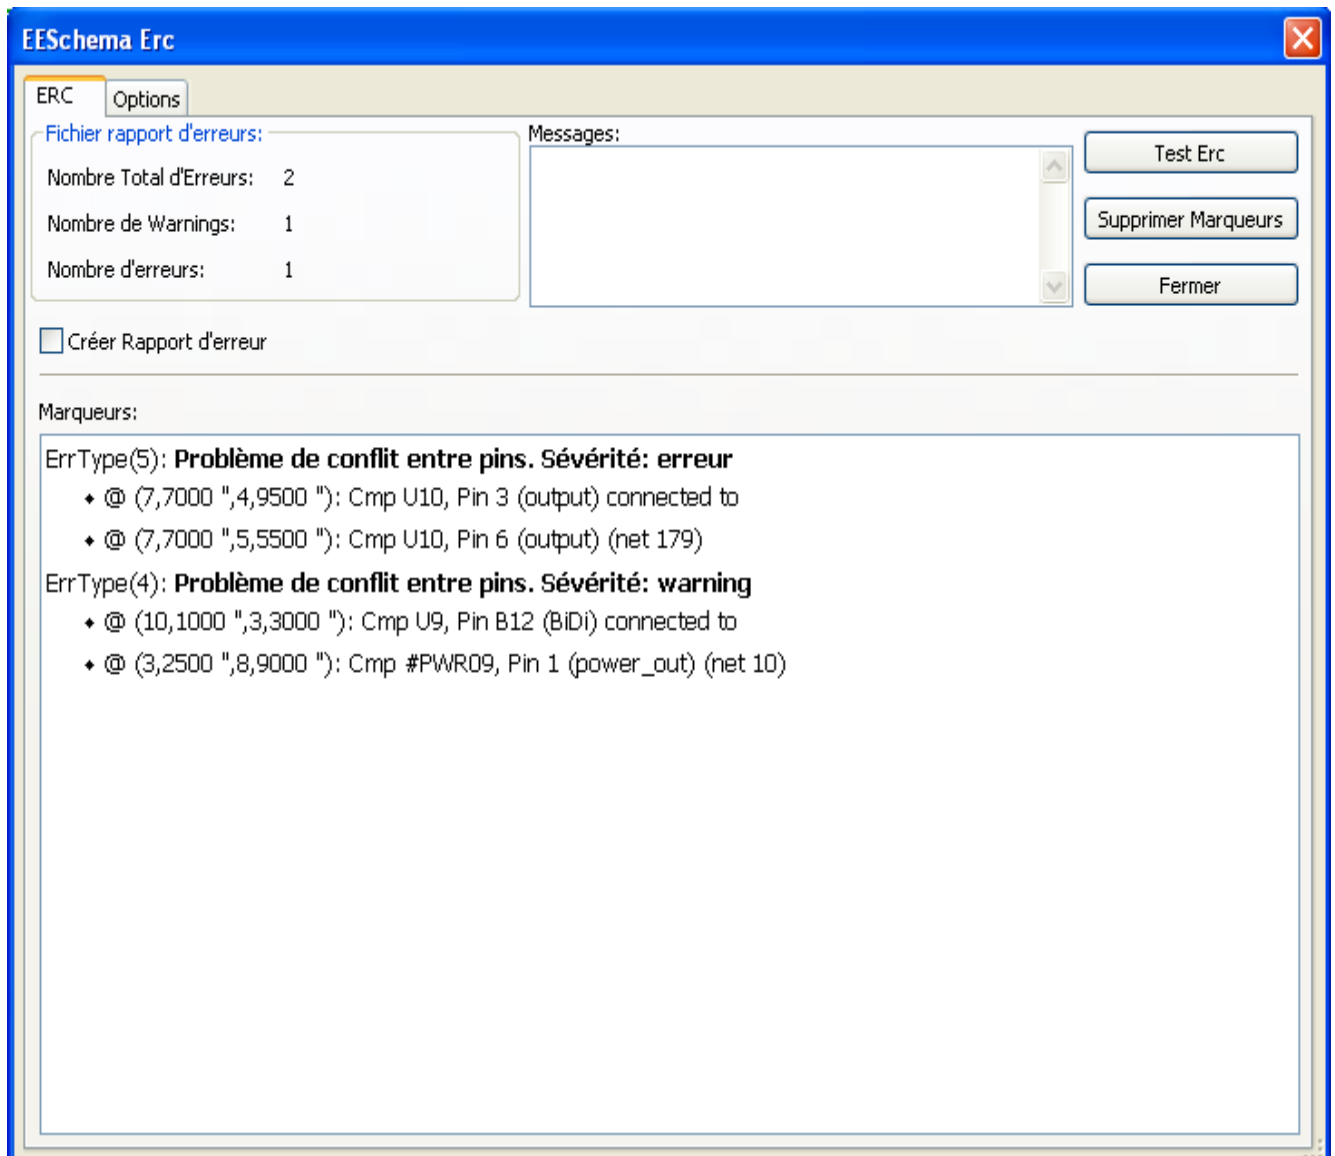 EESchema Erc
ERC
Options
Fichier rapport d'erreurs:
Nombre Total d'Erreurs: 2
Nombre de Warnings: 1
Nombre d'erreurs: 1
Messages:
Test Erc
Supprimer Marqueurs
Fermer
Créer Rapport d'erreur
Marqueurs:
ErrType(5): Problème de conflit entre pins. Sévérité: erreur
@ (7,7000 ",4,9500 "): Cmp U10, Pin 3 (output) connected to
@ (7,7000 ",5,5500 "): Cmp U10, Pin 6 (output) (net 179)
ErrType(4): Problème de conflit entre pins. Sévérité: warning
@ (10,1000 ",3,3000 "): Cmp U9, Pin B12 (BiDi) connected to
@ (3,2500 ",8,9000 "): Cmp #PWR09, Pin 1 (power_out) (net 10)